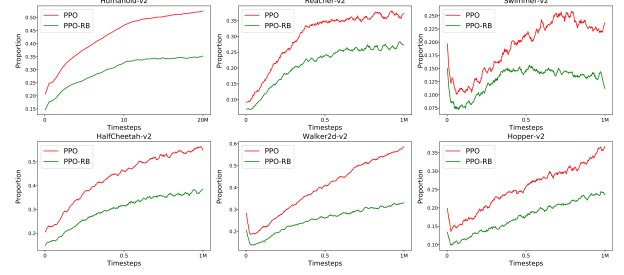 Humanoid-v2
Reacher-v2
Swimmer-v2
PPO
PPO-RB
PPO
PPO-RB
PPO
PPO-RB
Proportion
0.50
0.45
0.40
0.35
0.30
0.25
0.20
0.15
Proportion
0.35
0.30
0.25
0.20
0.15
0.10
Proportion
0.250
0.225
0.200
0.175
0.150
0.125
0.100
0.075
0 10 20M
0 0.5 1M
0 0.5 1M
Timesteps
Timesteps
Timesteps
HalfCheetah-v2
Walker2d-v2
Hopper-v2
PPO
PPO-RB
PPO
PPO-RB
PPO
PPO-RB
Proportion
0.5
0.4
0.3
0.2
Proportion
0.6
0.5
0.4
0.3
0.2
Proportion
0.35
0.30
0.25
0.20
0.15
0.10
0 0.5 1M
0 0.5 1M
0 0.5 1M
Timesteps
Timesteps
Timesteps